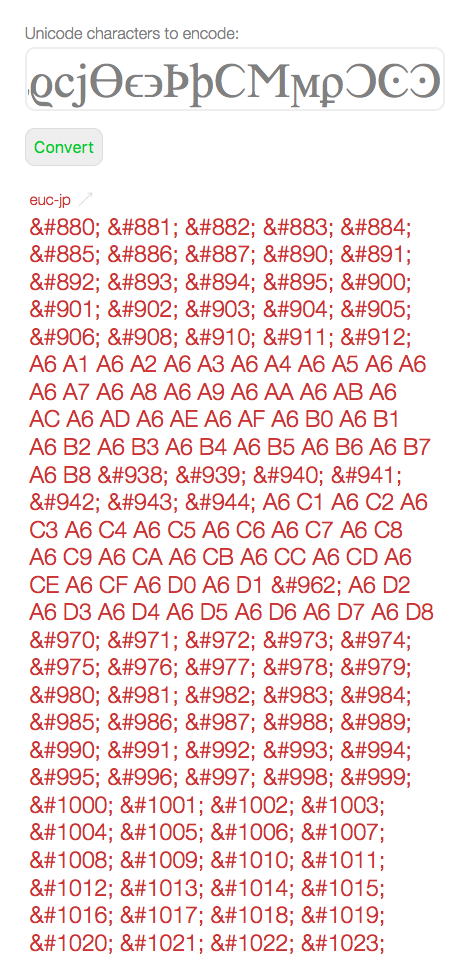 Unicode characters to encode:
ϱϲϳϴϵ϶ϷϸϹϺϻϼϽϾϿ
Convert
euc-jp ↗
&#880; &#881; &#882; &#883; &#884;
&#885; &#886; &#887; &#890; &#891;
&#892; &#893; &#894; &#895; &#900;
&#901; &#902; &#903; &#904; &#905;
&#906; &#908; &#910; &#911; &#912;
A6 A1 A6 A2 A6 A3 A6 A4 A6 A5 A6 A6
A6 A7 A6 A8 A6 A9 A6 AA A6 AB A6
AC A6 AD A6 AE A6 AF A6 B0 A6 B1
A6 B2 A6 B3 A6 B4 A6 B5 A6 B6 A6 B7
A6 B8 &#938; &#939; &#940; &#941;
&#942; &#943; &#944; A6 C1 A6 C2 A6
C3 A6 C4 A6 C5 A6 C6 A6 C7 A6 C8
A6 C9 A6 CA A6 CB A6 CC A6 CD A6
CE A6 CF A6 D0 A6 D1 &#962; A6 D2
A6 D3 A6 D4 A6 D5 A6 D6 A6 D7 A6 D8
&#970; &#971; &#972; &#973; &#974;
&#975; &#976; &#977; &#978; &#979;
&#980; &#981; &#982; &#983; &#984;
&#985; &#986; &#987; &#988; &#989;
&#990; &#991; &#992; &#993; &#994;
&#995; &#996; &#997; &#998; &#999;
&#1000; &#1001; &#1002; &#1003;
&#1004; &#1005; &#1006; &#1007;
&#1008; &#1009; &#1010; &#1011;
&#1012; &#1013; &#1014; &#1015;
&#1016; &#1017; &#1018; &#1019;
&#1020; &#1021; &#1022; &#1023;